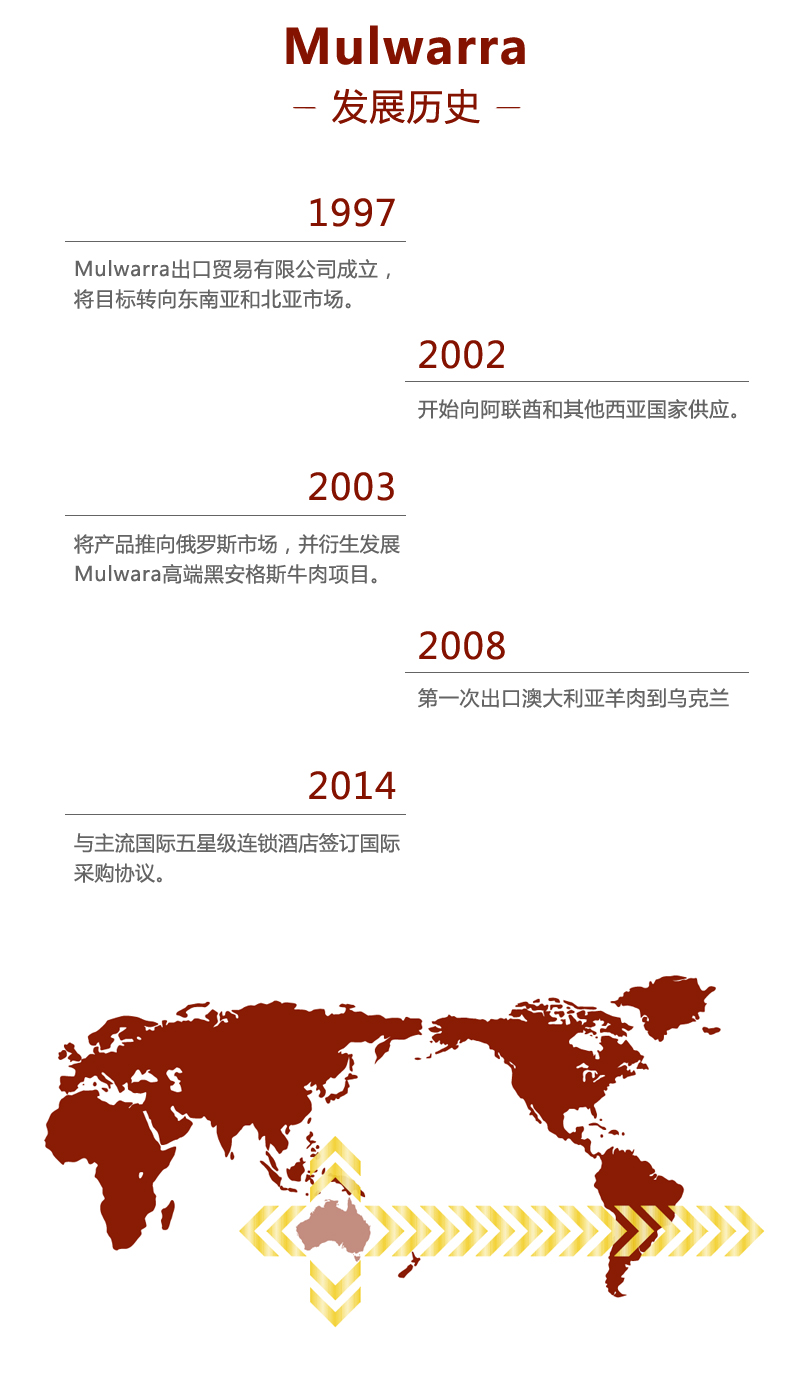 Mulwarra
— 发展历史 —
1997
Mulwarra出口贸易有限公司成立，
将目标转向东南亚和北亚市场。
2002
开始向阿联酋和其他西亚国家供应。
2003
将产品推向俄罗斯市场，并衍生发展
Mulwara高端黑安格斯牛肉项目。
2008
第一次出口澳大利亚羊肉到乌克兰
2014
与主流国际五星级连锁酒店签订国际
采购协议。